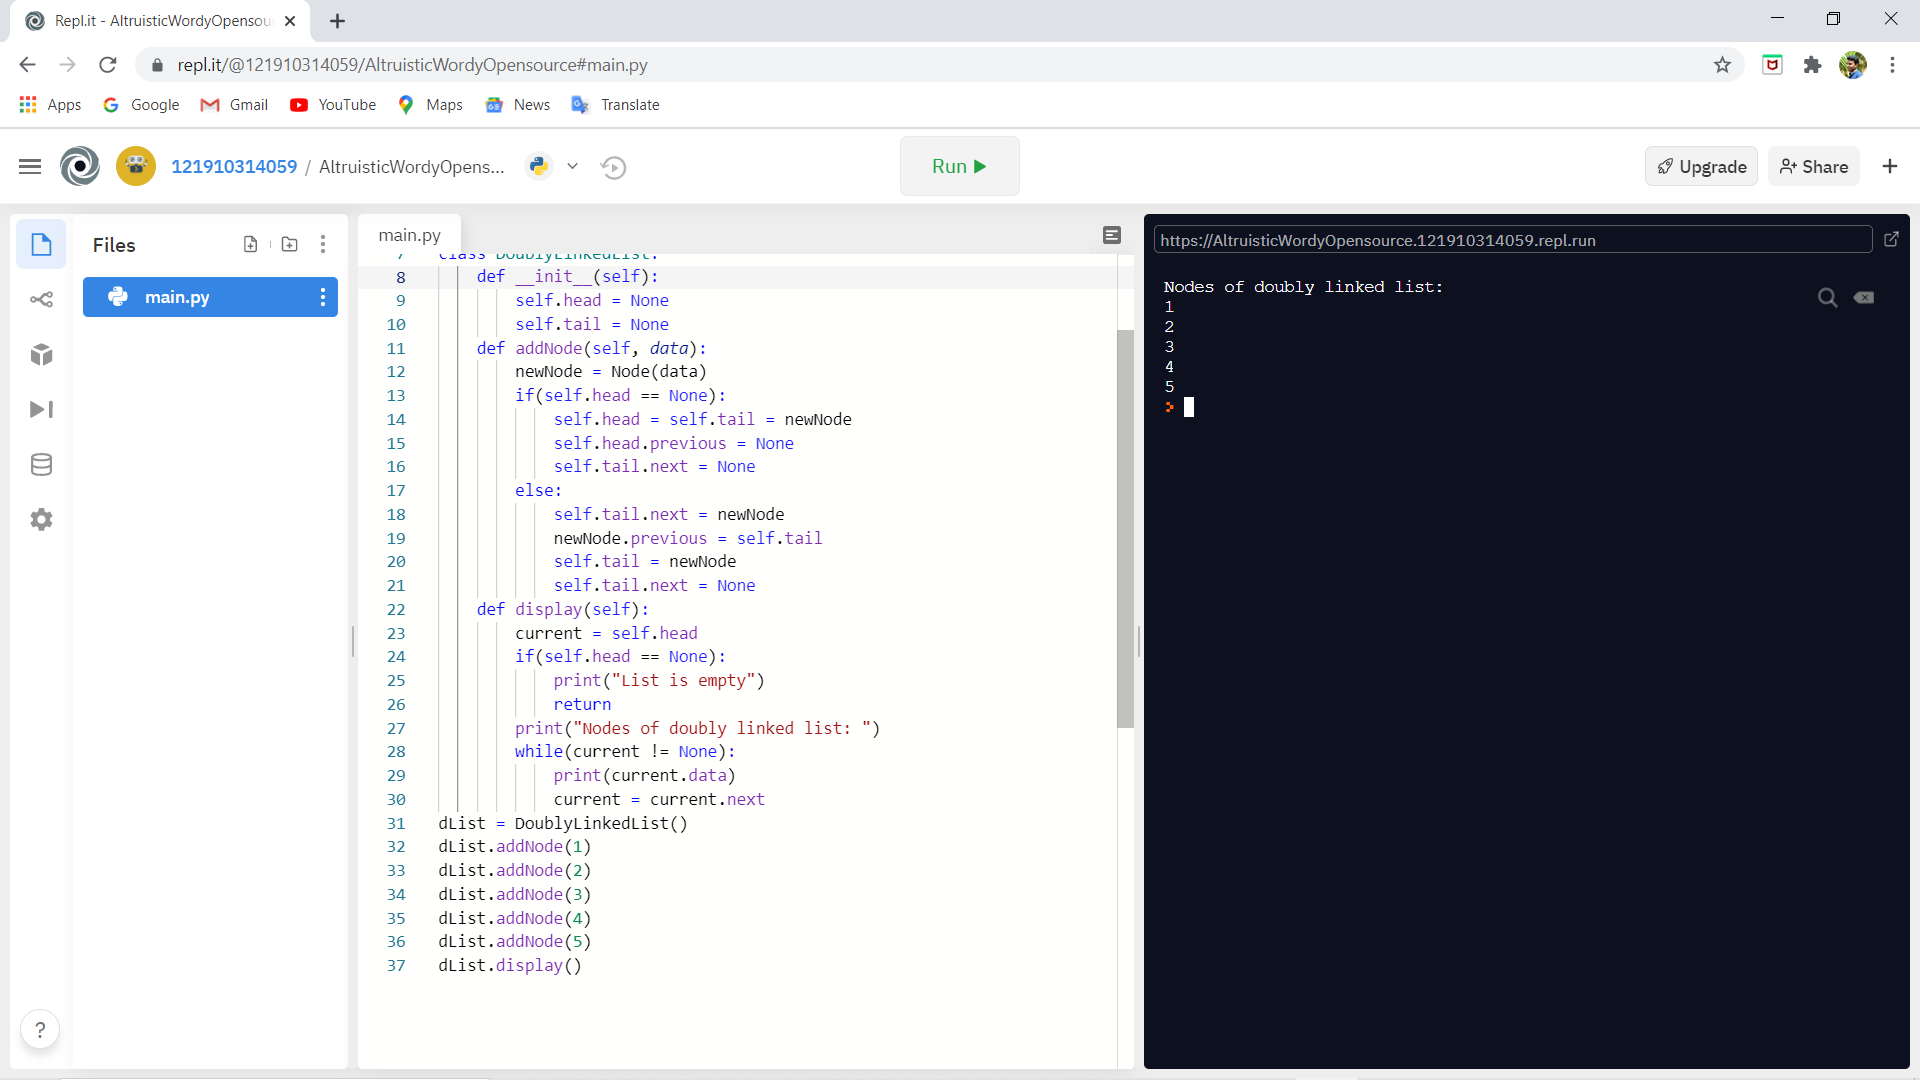 Repl.it - AltruisticWordyOpensou
repl.it/@121910314059/AltruisticWordyOpensource#main.py
Apps Google Gmail YouTube Maps News Translate
121910314059 / AltruisticWordyOpens...
Run
Upgrade
Share
Files
main.py
main.py
7 class DoublyLinkedList:
8 def __init__(self):
9 self.head = None
10 self.tail = None
11 def addNode(self, data):
12 newNode = Node(data)
13 if(self.head == None):
14 self.head = self.tail = newNode
15 self.head.previous = None
16 self.tail.next = None
17 else:
18 self.tail.next = newNode
19 newNode.previous = self.tail
20 self.tail = newNode
21 self.tail.next = None
22 def display(self):
23 current = self.head
24 if(self.head == None):
25 print("List is empty")
26 return
27 print("Nodes of doubly linked list: ")
28 while(current != None):
29 print(current.data)
30 current = current.next
31 dList = DoublyLinkedList()
32 dList.addNode(1)
33 dList.addNode(2)
34 dList.addNode(3)
35 dList.addNode(4)
36 dList.addNode(5)
37 dList.display()
?
https://AltruisticWordyOpensource.121910314059.repl.run
Nodes of doubly linked list:
1
2
3
4
5
>